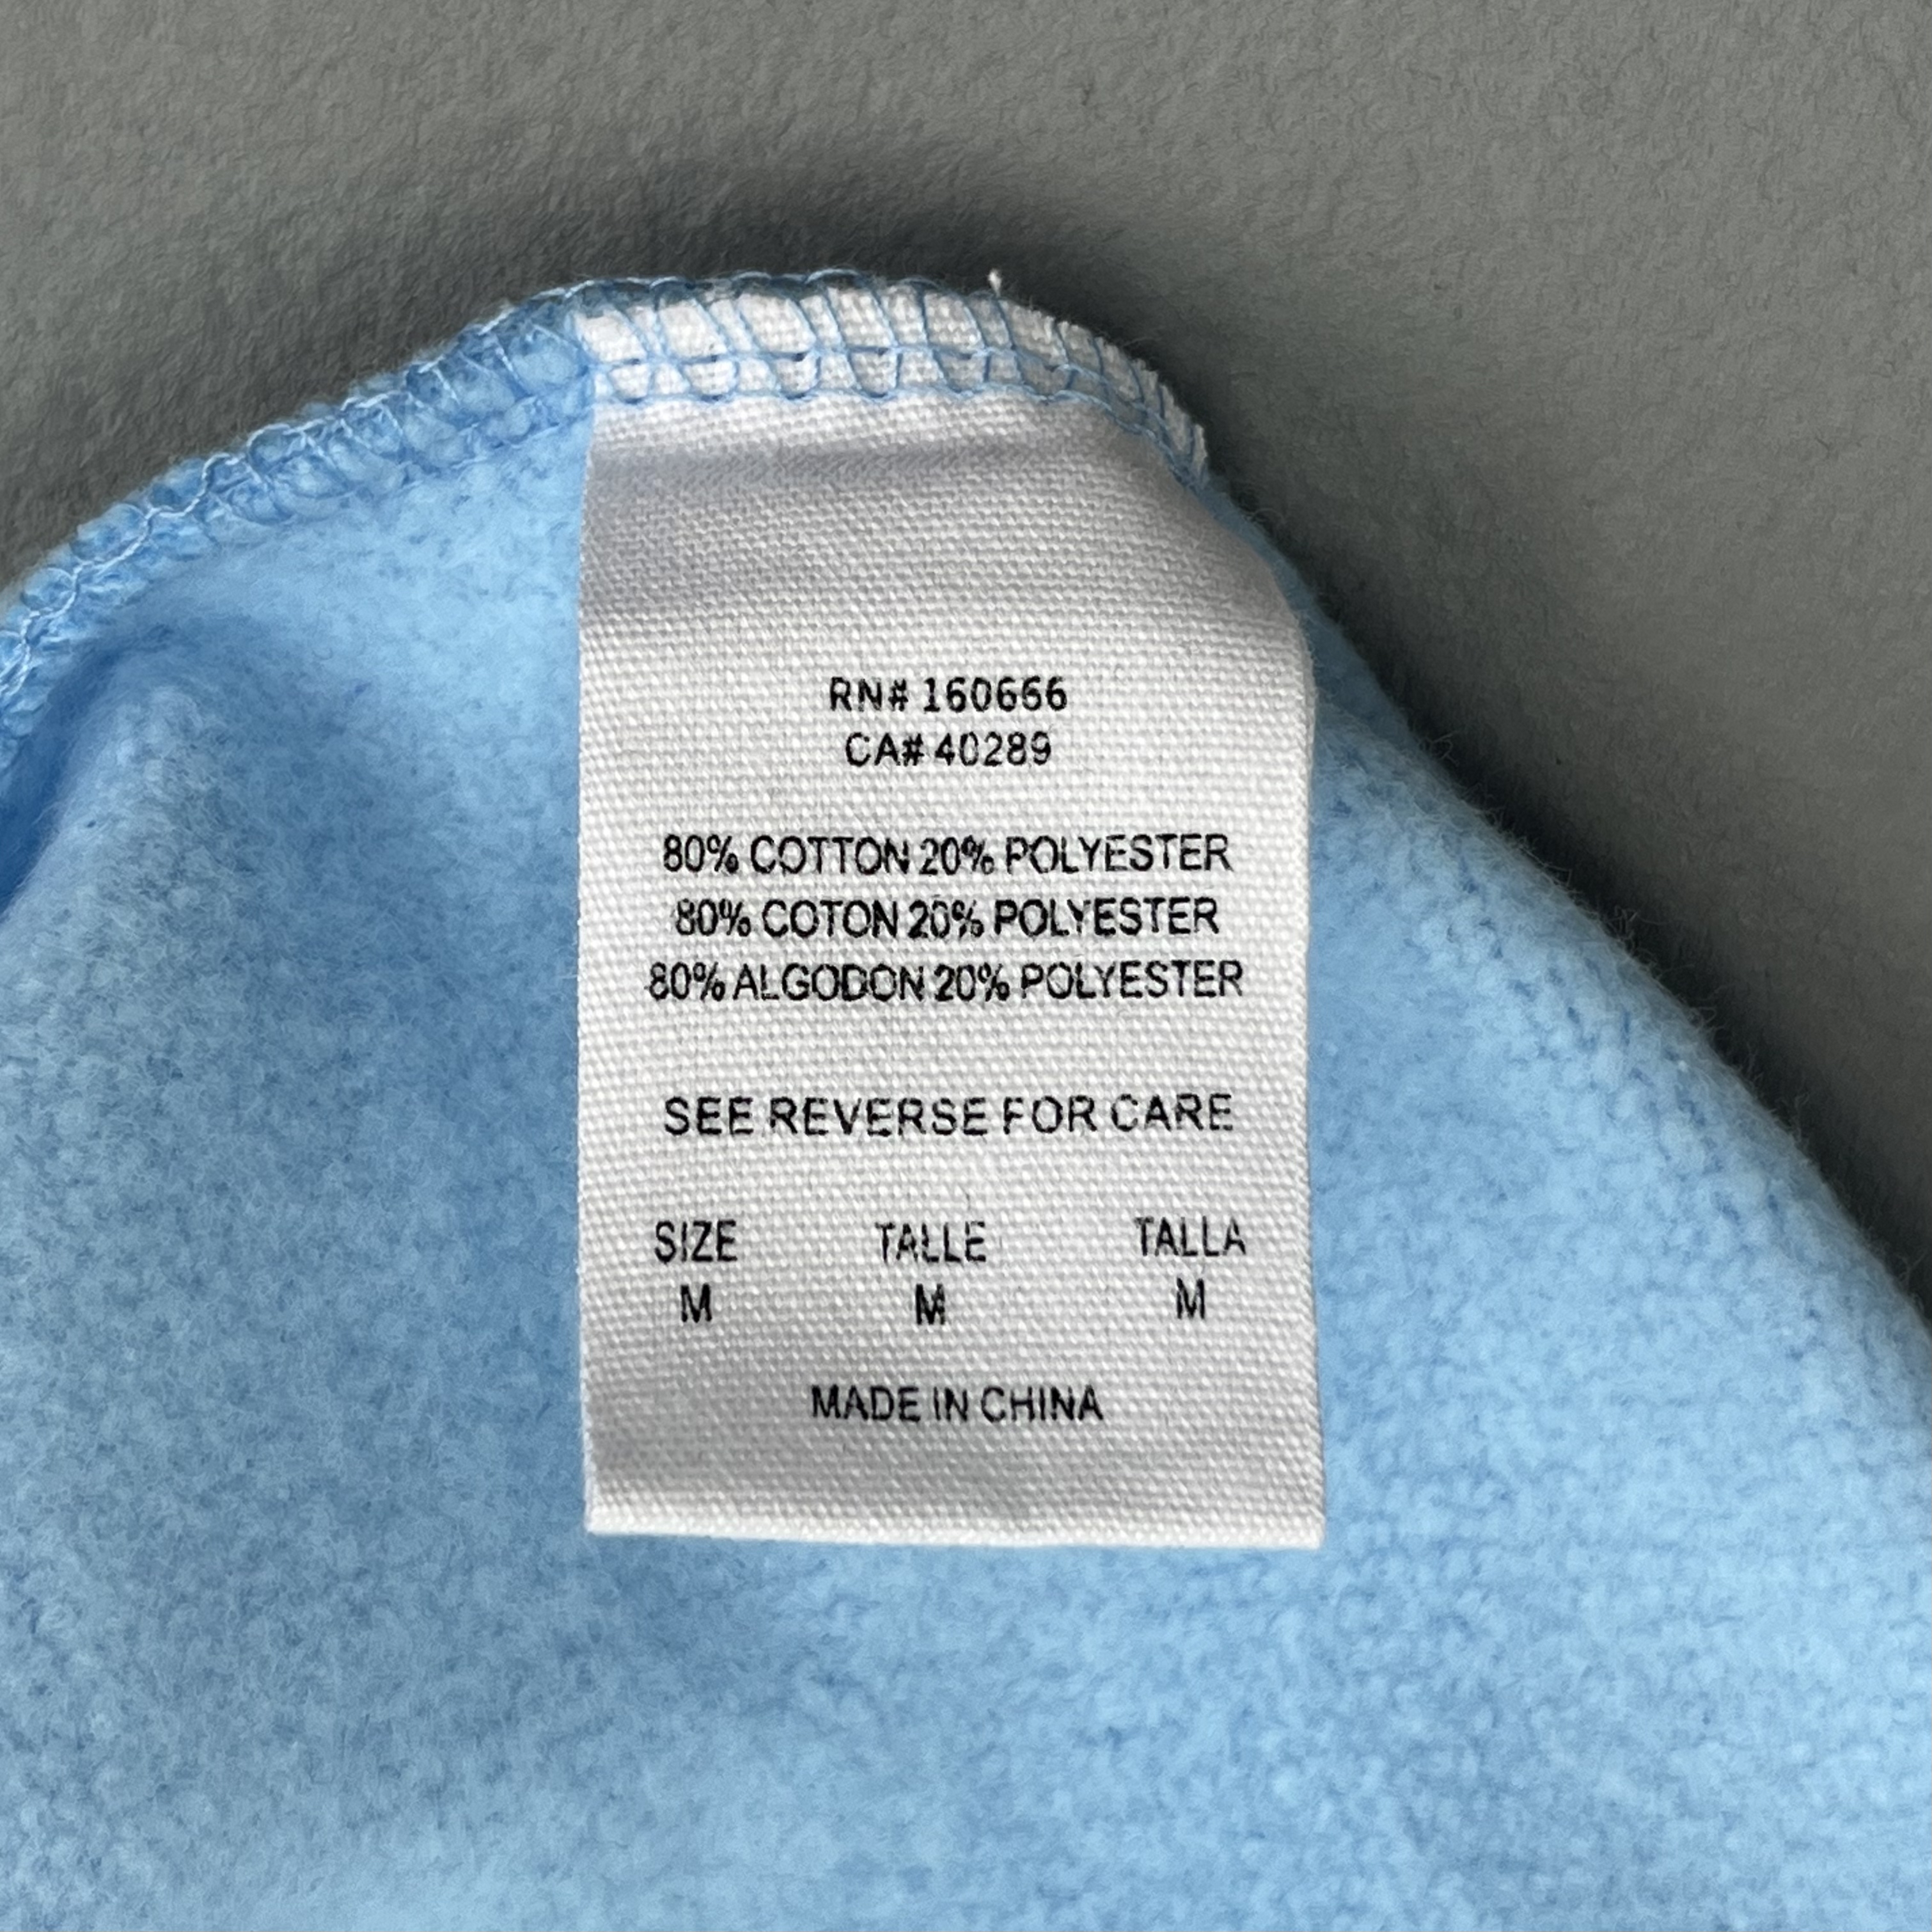 RN# 160666
CA# 40289
80% COTTON 20% POLYESTER
80% COTON 20% POLYESTER
80% ALGODON 20% POLYESTER
SEE REVERSE FOR CARE
SIZE TALLE TALLA
M M M
MADE IN CHINA